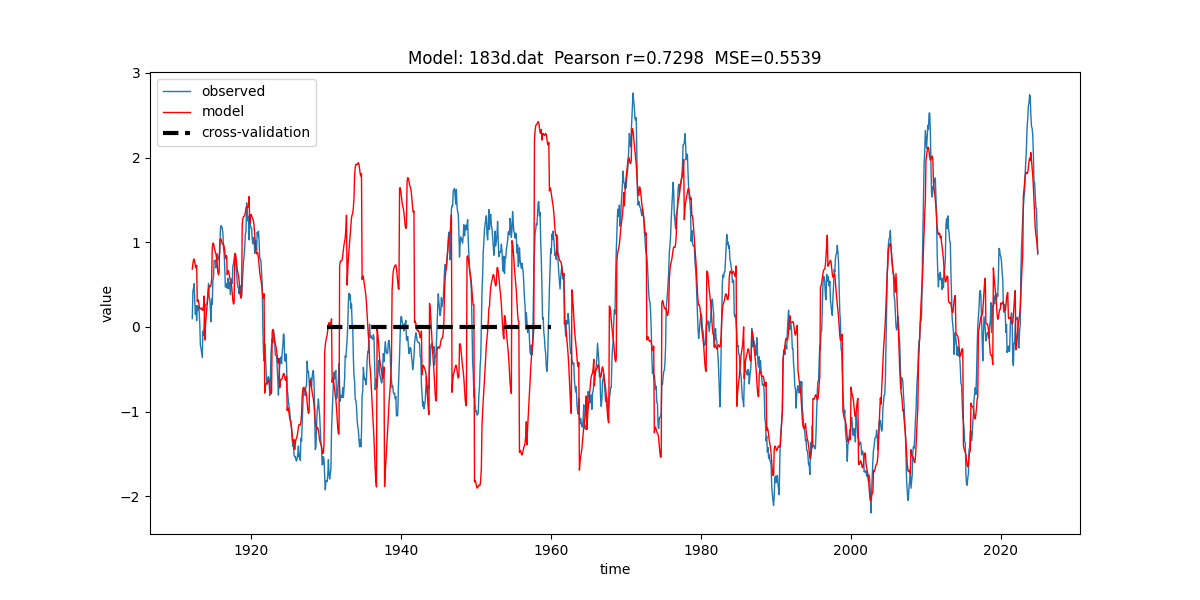 Model: 183d.dat  Pearson r=0.7298  MSE=0.5539
observed
model
cross-validation
value
3
2
1
0
−1
−2
1920
1940
1960
1980
2000
2020
time